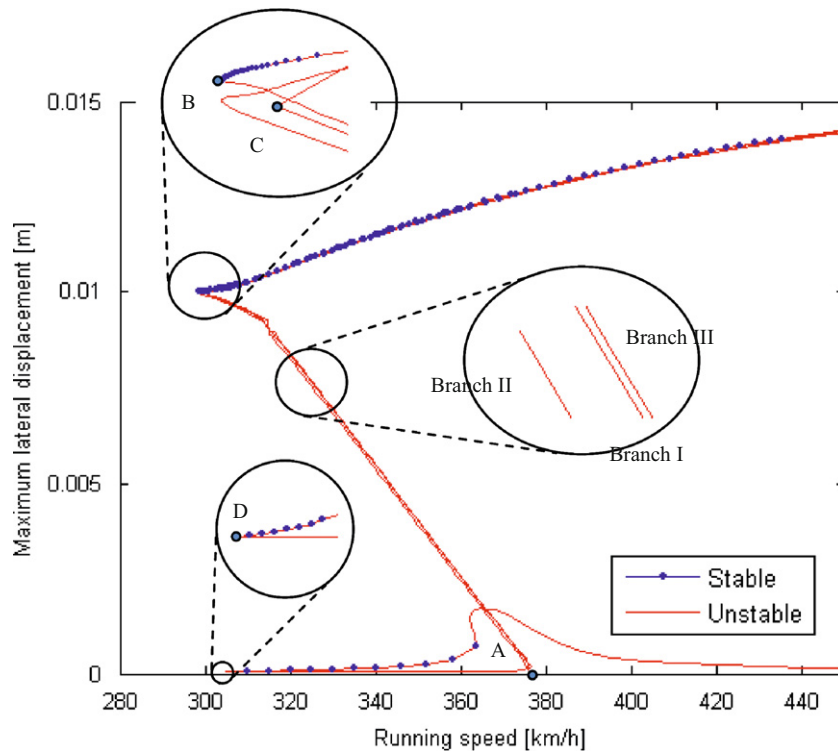 B
C
0.015
Maximum lateral displacement [m]
0.01
Branch III
Branch II
Branch I
0.005
D
Stable
Unstable
A
0
280 300 320 340 360 380 400 420 440
Running speed [km/h]